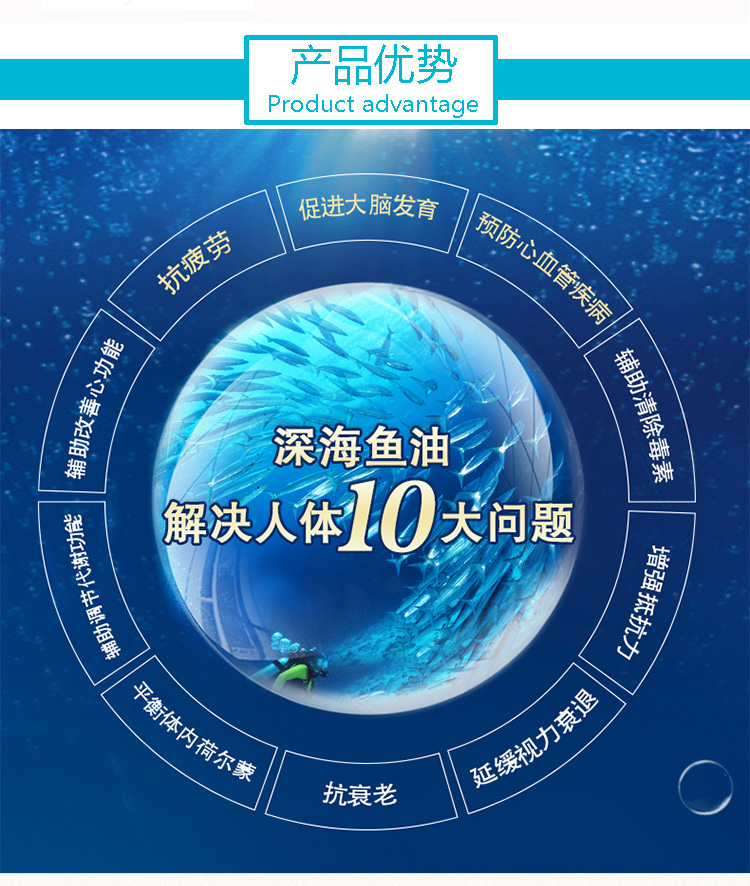 产品优势
Product advantage
促进大脑发育
预防心血管疾病
辅助清除毒素
增强抵抗力
延缓视力衰退
抗衰老
平衡体内荷尔蒙
辅助调节代谢功能
辅助改善心功能
抗疲劳
深海鱼油
解决人体10大问题